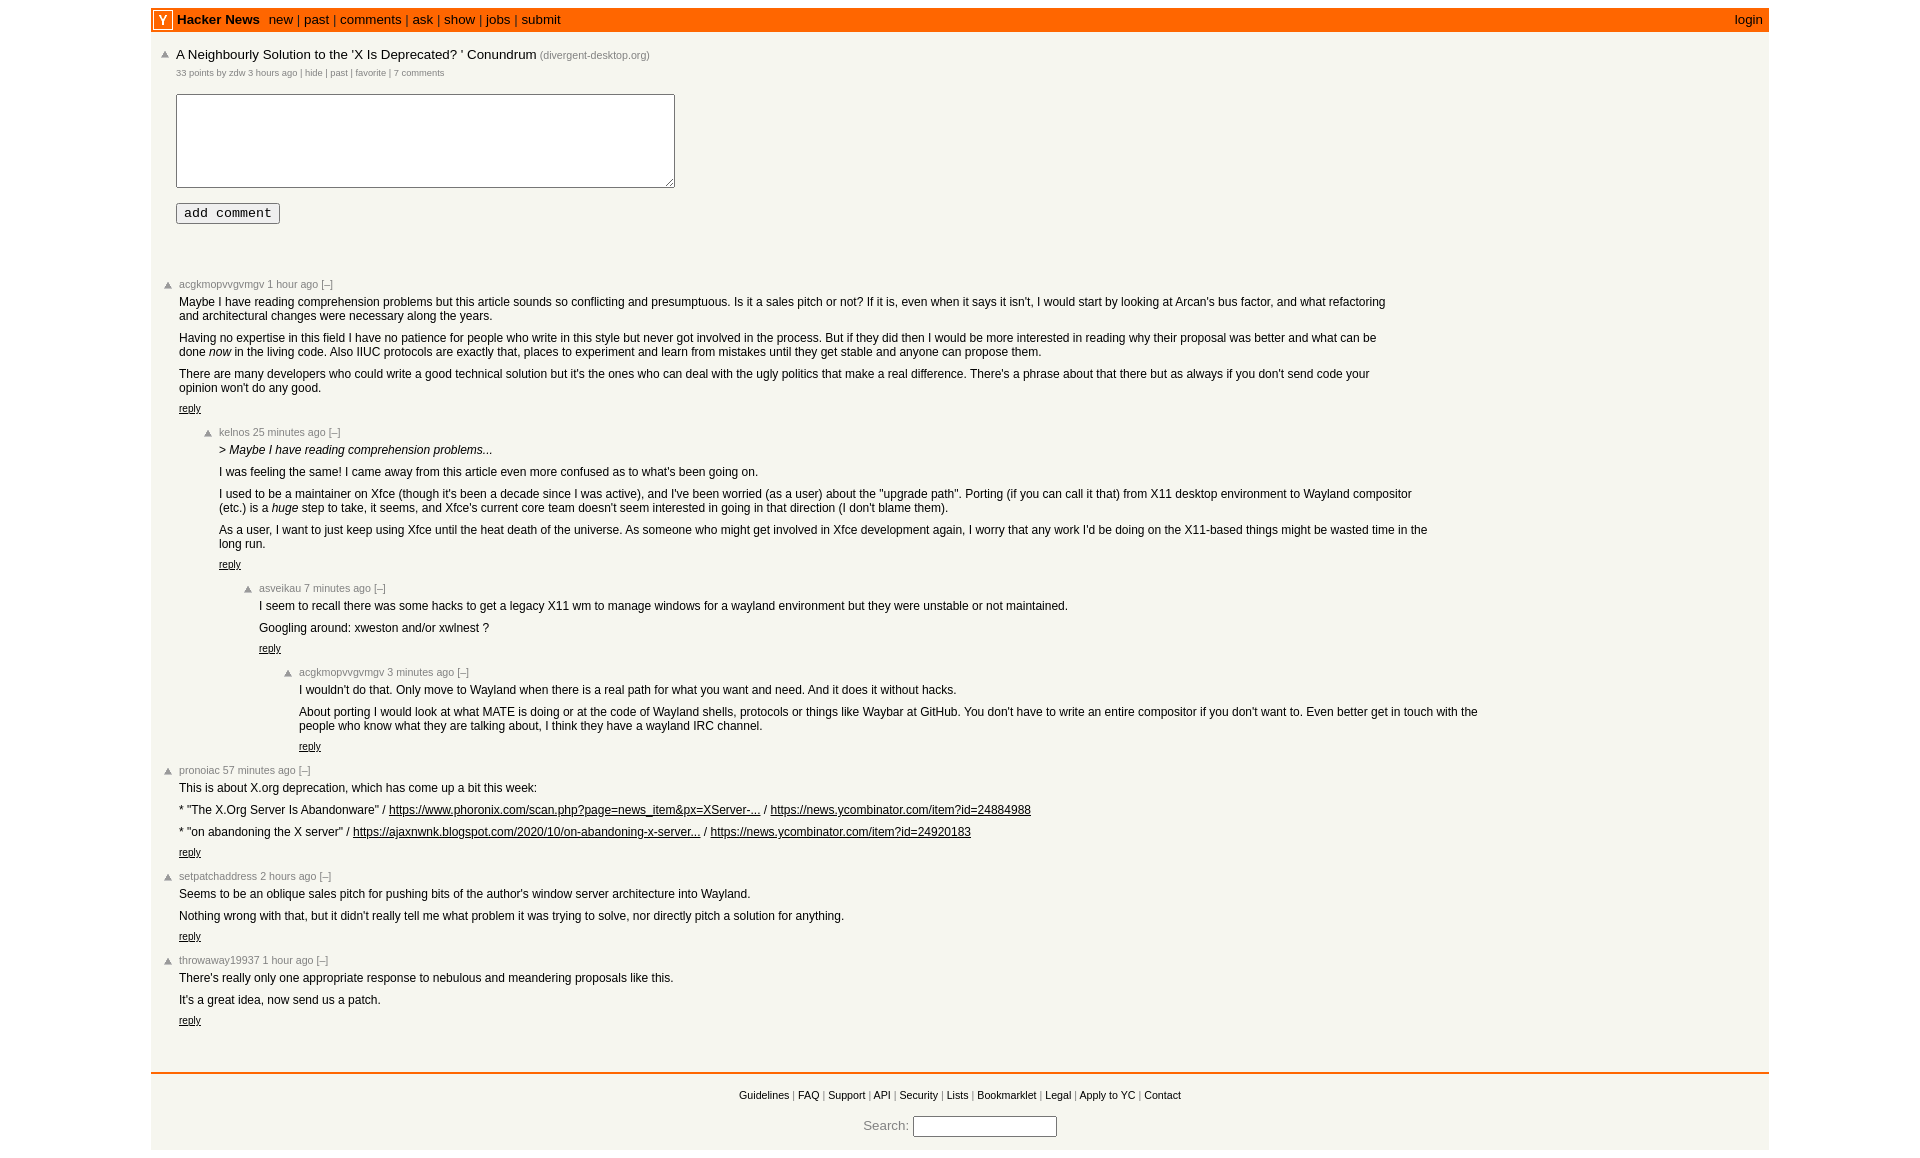 Y Hacker News new | past | comments | ask | show | jobs | submit login
A Neighbourly Solution to the 'X Is Deprecated? ' Conundrum (divergent-desktop.org)
33 points by zdw 3 hours ago | hide | past | favorite | 7 comments
add comment
acgkmopvvgvmgv 1 hour ago [–]
Maybe I have reading comprehension problems but this article sounds so conflicting and presumptuous. Is it a sales pitch or not? If it is, even when it says it isn't, I would start by looking at Arcan's bus factor, and what refactoring
and architectural changes were necessary along the years.
Having no expertise in this field I have no patience for people who write in this style but never got involved in the process. But if they did then I would be more interested in reading why their proposal was better and what can be
done now in the living code. Also IIUC protocols are exactly that, places to experiment and learn from mistakes until they get stable and anyone can propose them.
There are many developers who could write a good technical solution but it's the ones who can deal with the ugly politics that make a real difference. There's a phrase about that there but as always if you don't send code your
opinion won't do any good.
reply
kelnos 25 minutes ago [–]
> Maybe I have reading comprehension problems...
I was feeling the same! I came away from this article even more confused as to what's been going on.
I used to be a maintainer on Xfce (though it's been a decade since I was active), and I've been worried (as a user) about the "upgrade path". Porting (if you can call it that) from X11 desktop environment to Wayland compositor
(etc.) is a huge step to take, it seems, and Xfce's current core team doesn't seem interested in going in that direction (I don't blame them).
As a user, I want to just keep using Xfce until the heat death of the universe. As someone who might get involved in Xfce development again, I worry that any work I'd be doing on the X11-based things might be wasted time in the
long run.
reply
asveikau 7 minutes ago [–]
I seem to recall there was some hacks to get a legacy X11 wm to manage windows for a wayland environment but they were unstable or not maintained.
Googling around: xweston and/or xwlnest ?
reply
acgkmopvvgvmgv 3 minutes ago [–]
I wouldn't do that. Only move to Wayland when there is a real path for what you want and need. And it does it without hacks.
About porting I would look at what MATE is doing or at the code of Wayland shells, protocols or things like Waybar at GitHub. You don't have to write an entire compositor if you don't want to. Even better get in touch with the
people who know what they are talking about, I think they have a wayland IRC channel.
reply
pronoiac 57 minutes ago [–]
This is about X.org deprecation, which has come up a bit this week:
* "The X.Org Server Is Abandonware" / https://www.phoronix.com/scan.php?page=news_item&px=XServer-... / https://news.ycombinator.com/item?id=24884988
* "on abandoning the X server" / https://ajaxnwnk.blogspot.com/2020/10/on-abandoning-x-server... / https://news.ycombinator.com/item?id=24920183
reply
setpatchaddress 2 hours ago [–]
Seems to be an oblique sales pitch for pushing bits of the author's window server architecture into Wayland.
Nothing wrong with that, but it didn't really tell me what problem it was trying to solve, nor directly pitch a solution for anything.
reply
throwaway19937 1 hour ago [–]
There's really only one appropriate response to nebulous and meandering proposals like this.
It's a great idea, now send us a patch.
reply
Guidelines | FAQ | Support | API | Security | Lists | Bookmarklet | Legal | Apply to YC | Contact
Search: